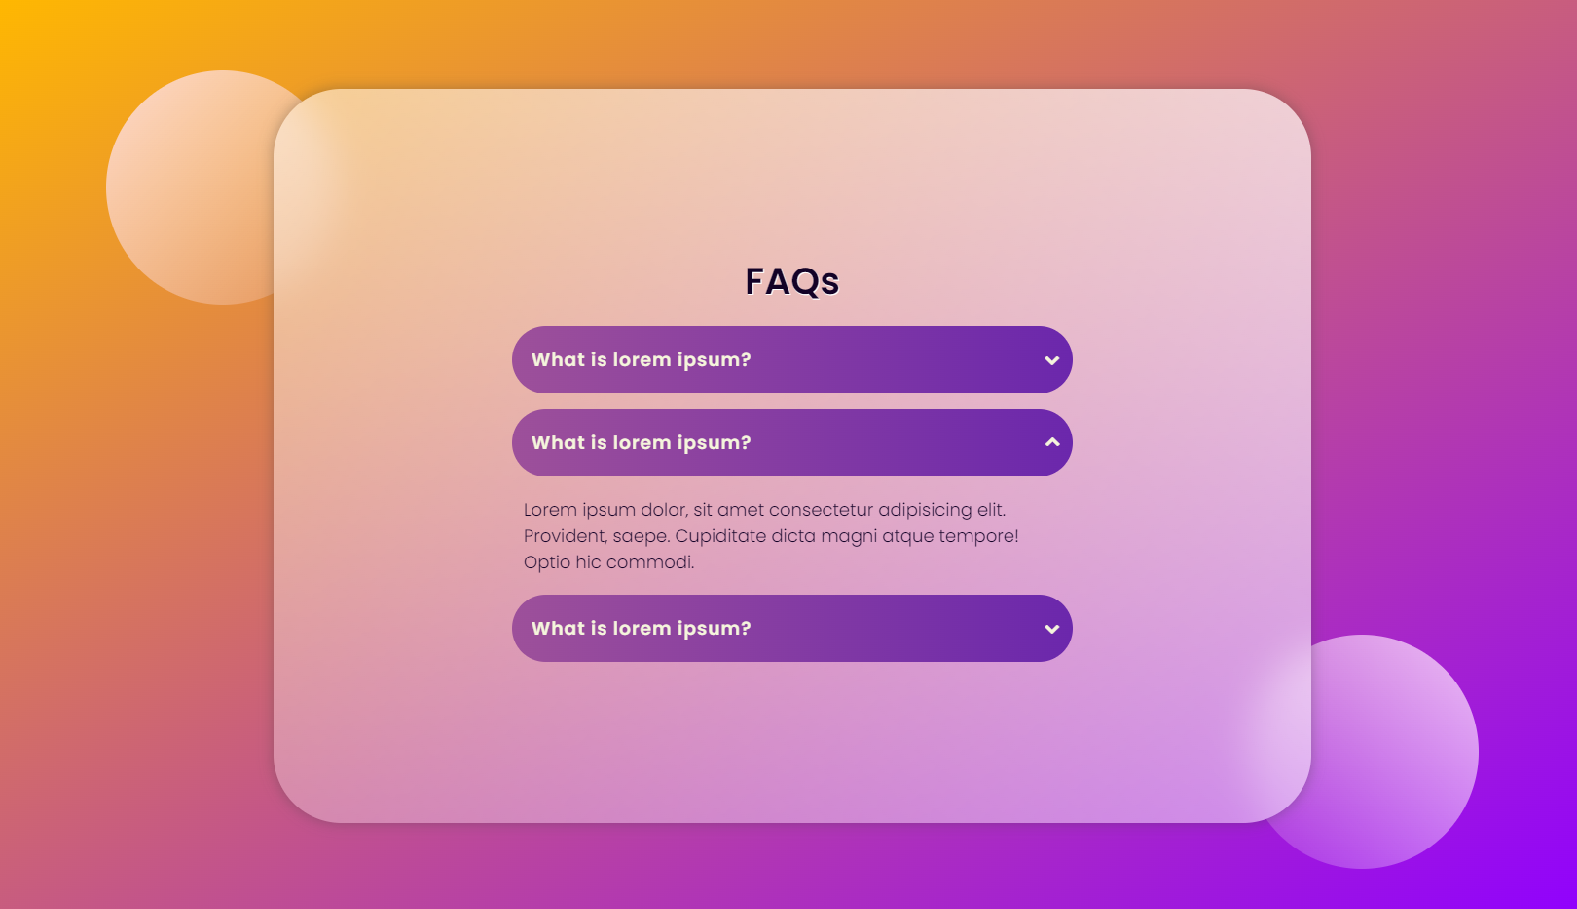 FAQs
What is lorem ipsum?
What is lorem ipsum?
Lorem ipsum dolor, sit amet consectetur adipisicing elit.
Provident, saepe. Cupiditate dicta magni atque tempore!
Optio hic commodi.
What is lorem ipsum?